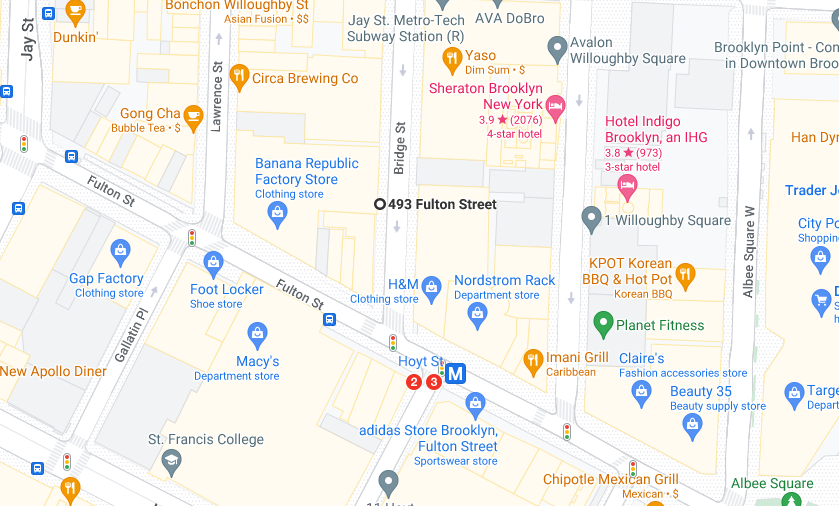 Bonchon Willoughby St
Asian Fusion • $$
Dunkin'
Jay St
Lawrence St
Jay St. Metro-Tech
Subway Station (R)
AVA DoBro
Yaso
Dim Sum • $
Avalon
Willoughby Square
Brooklyn Point - Con
in Downtown Broo
Circa Brewing Co
Sheraton Brooklyn
New York
3.9 ★ (2076)
4-star hotel
Gong Cha
Bubble Tea • $
Bridge St
Hotel Indigo
Brooklyn, an IHG
3.8 ★ (973)
3-star hotel
Han Dyn
Banana Republic
Factory Store
Clothing store
Fulton St
493 Fulton Street
Trader J
1 Willoughby Square
City Po
Shopping
Albee Square W
Gap Factory
Clothing store
Foot Locker
Shoe store
Fulton St
H&M
Clothing store
Nordstrom Rack
Department store
KPOT Korean
BBQ & Hot Pot
Korean BBQ
D
Gallatin Pl
Planet Fitness
Macy's
Department store
New Apollo Diner
Hoyt St
M
2
3
Imani Grill
Caribbean
Claire's
Fashion accessories store
Beauty 35
Beauty supply store
Targe
Depart
adidas Store Brooklyn,
Fulton Street
Sportswear store
St. Francis College
Chipotle Mexican Grill
Mexican • $
Albee Square